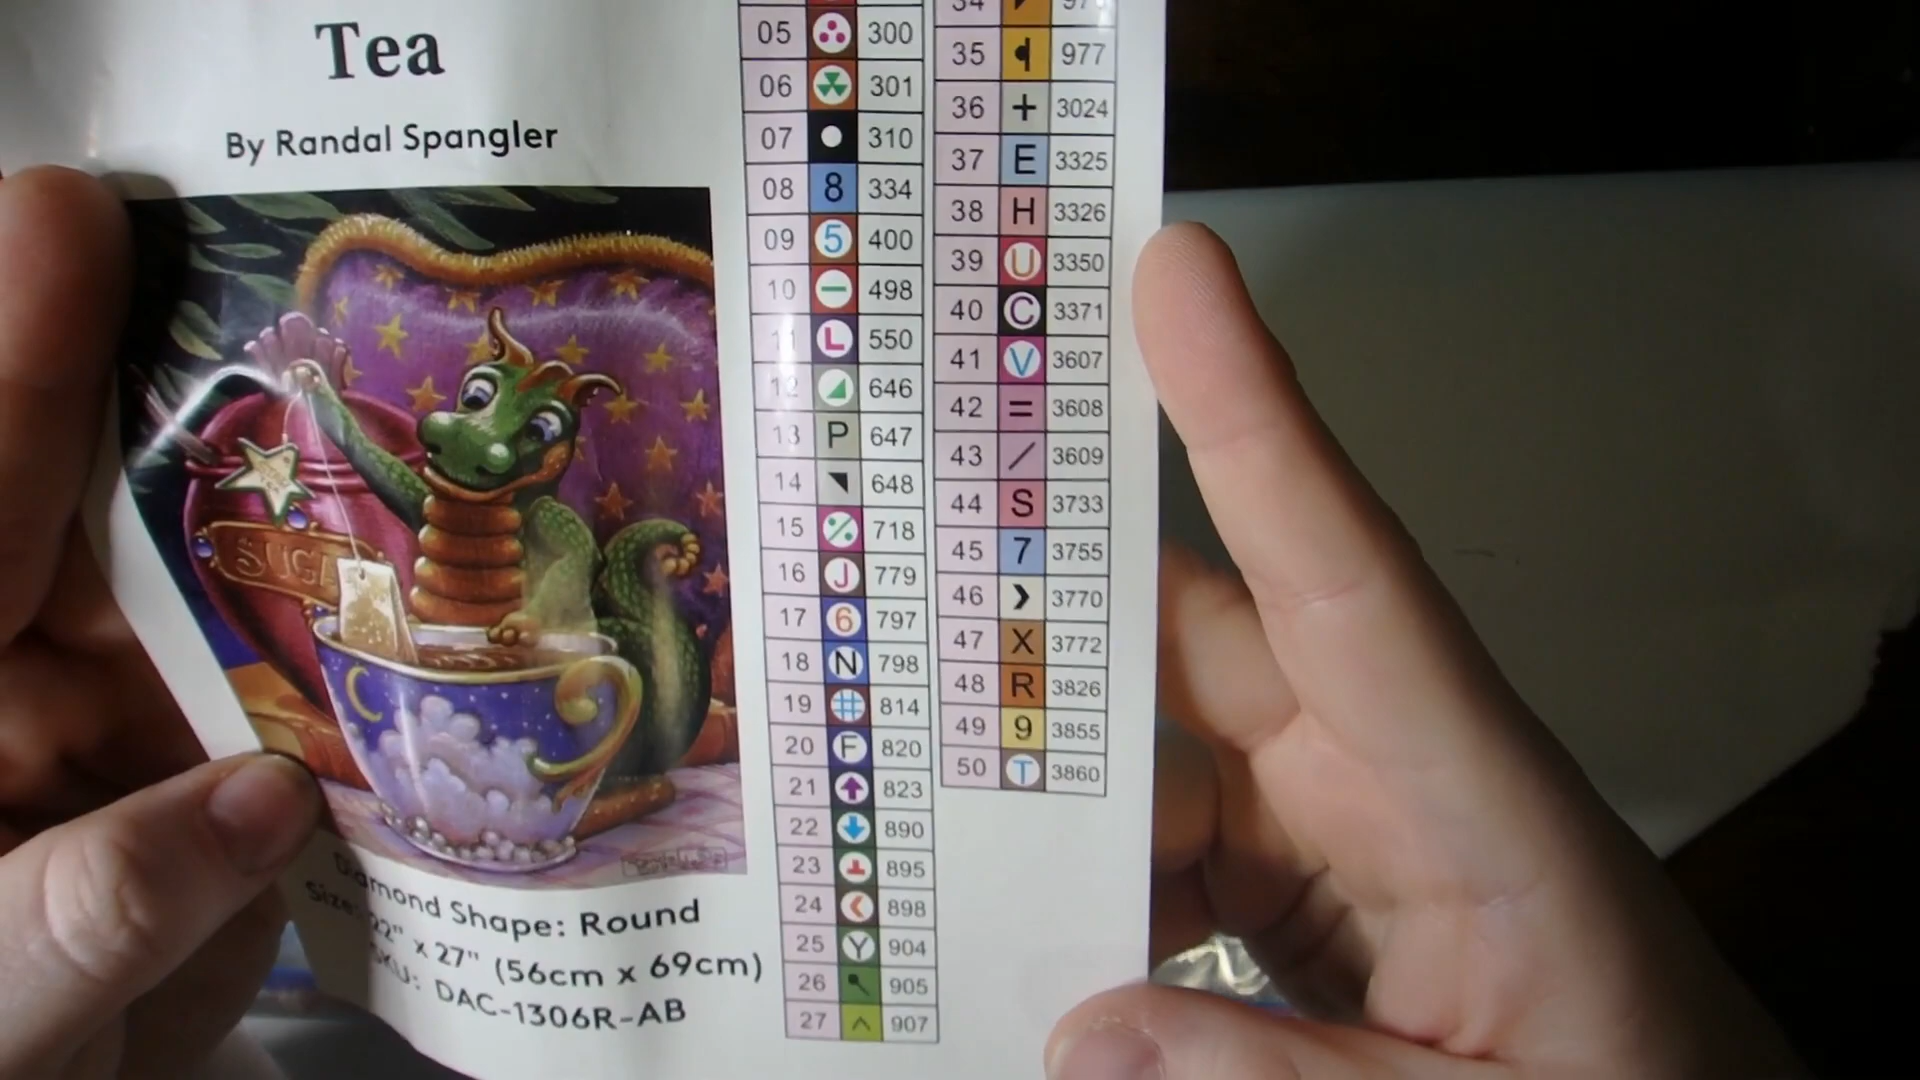 Tea
By Randal Spangler
SUGA
Diamond Shape: Round
Size: 22" x 27" (56cm x 69cm)
SKU: DAC-1306R-AB
05 300
06 301
07 310
08 8 334
09 5 400
10 498
11 L 550
12 646
13 P 647
14 648
15 718
16 J 779
17 6 797
18 N 798
19 814
20 F 820
21 823
22 890
23 895
24 898
25 Y 904
26 905
27 907
34
35 977
36 + 3024
37 E 3325
38 H 3326
39 U 3350
40 C 3371
41 V 3607
42 = 3608
43 / 3609
44 S 3733
45 7 3755
46 3770
47 X 3772
48 R 3826
49 9 3855
50 T 3860